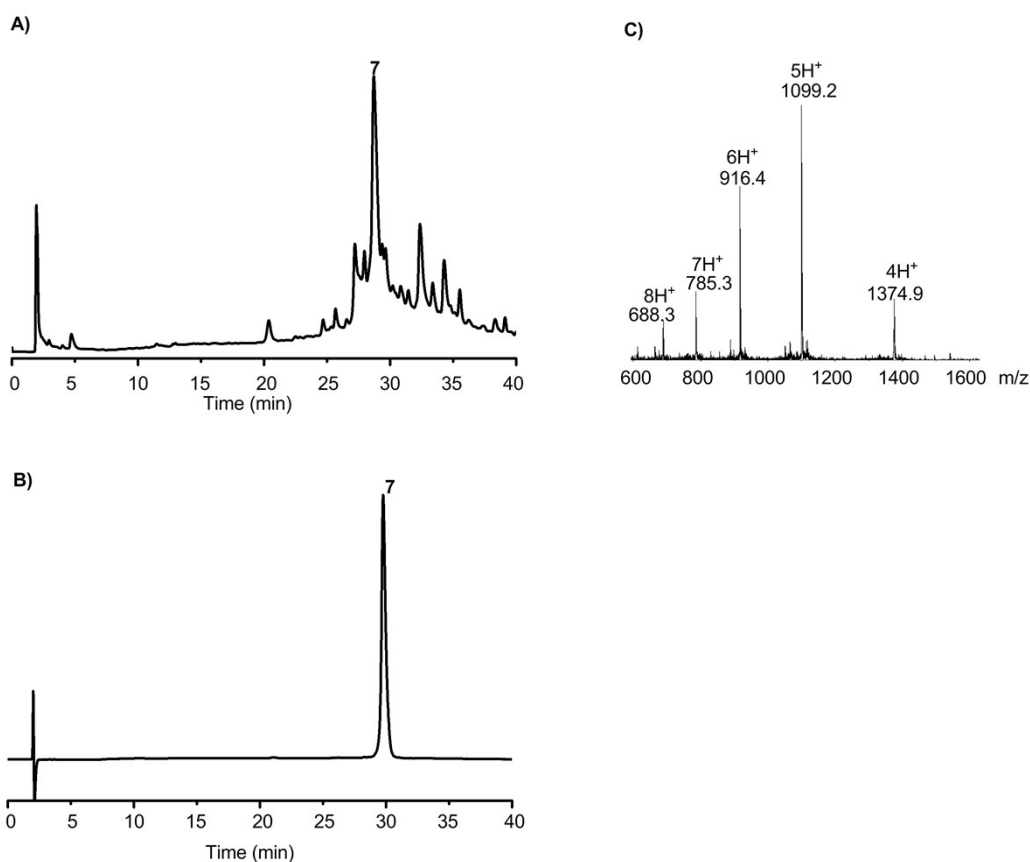 A)
7
0 5 10 15 20 25 30 35 40
Time (min)
B)
7
0 5 10 15 20 25 30 35 40
Time (min)
C)
5H⁺
1099.2
6H⁺
916.4
7H⁺
785.3
8H⁺
688.3
4H⁺
1374.9
600 800 1000 1200 1400 1600 m/z